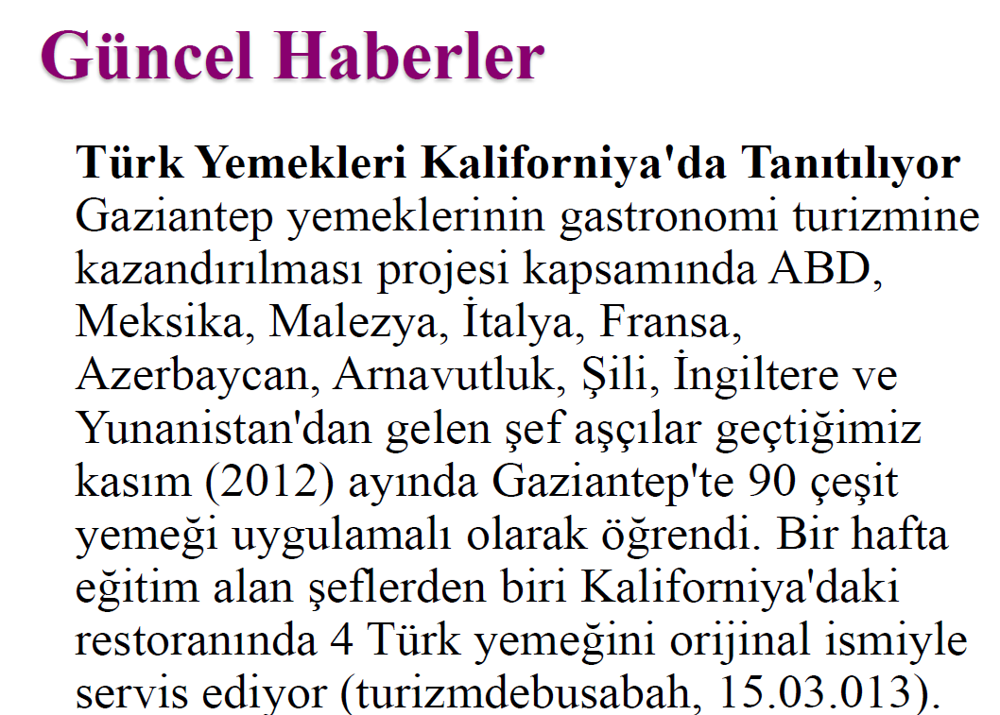 Güncel Haberler
Türk Yemekleri Kaliforniya'da Tanıtılıyor
Gaziantep yemeklerinin gastronomi turizmine
kazandırılması projesi kapsamında ABD,
Meksika, Malezya, İtalya, Fransa,
Azerbaycan, Arnavutluk, Şili, İngiltere ve
Yunanistan'dan gelen şef aşçılar geçtiğimiz
kasım (2012) ayında Gaziantep'te 90 çeşit
yemeği uygulamalı olarak öğrendi. Bir hafta
eğitim alan şeflerden biri Kaliforniya'daki
restoranında 4 Türk yemeğini orijinal ismiyle
servis ediyor (turizmdebusabah, 15.03.013).